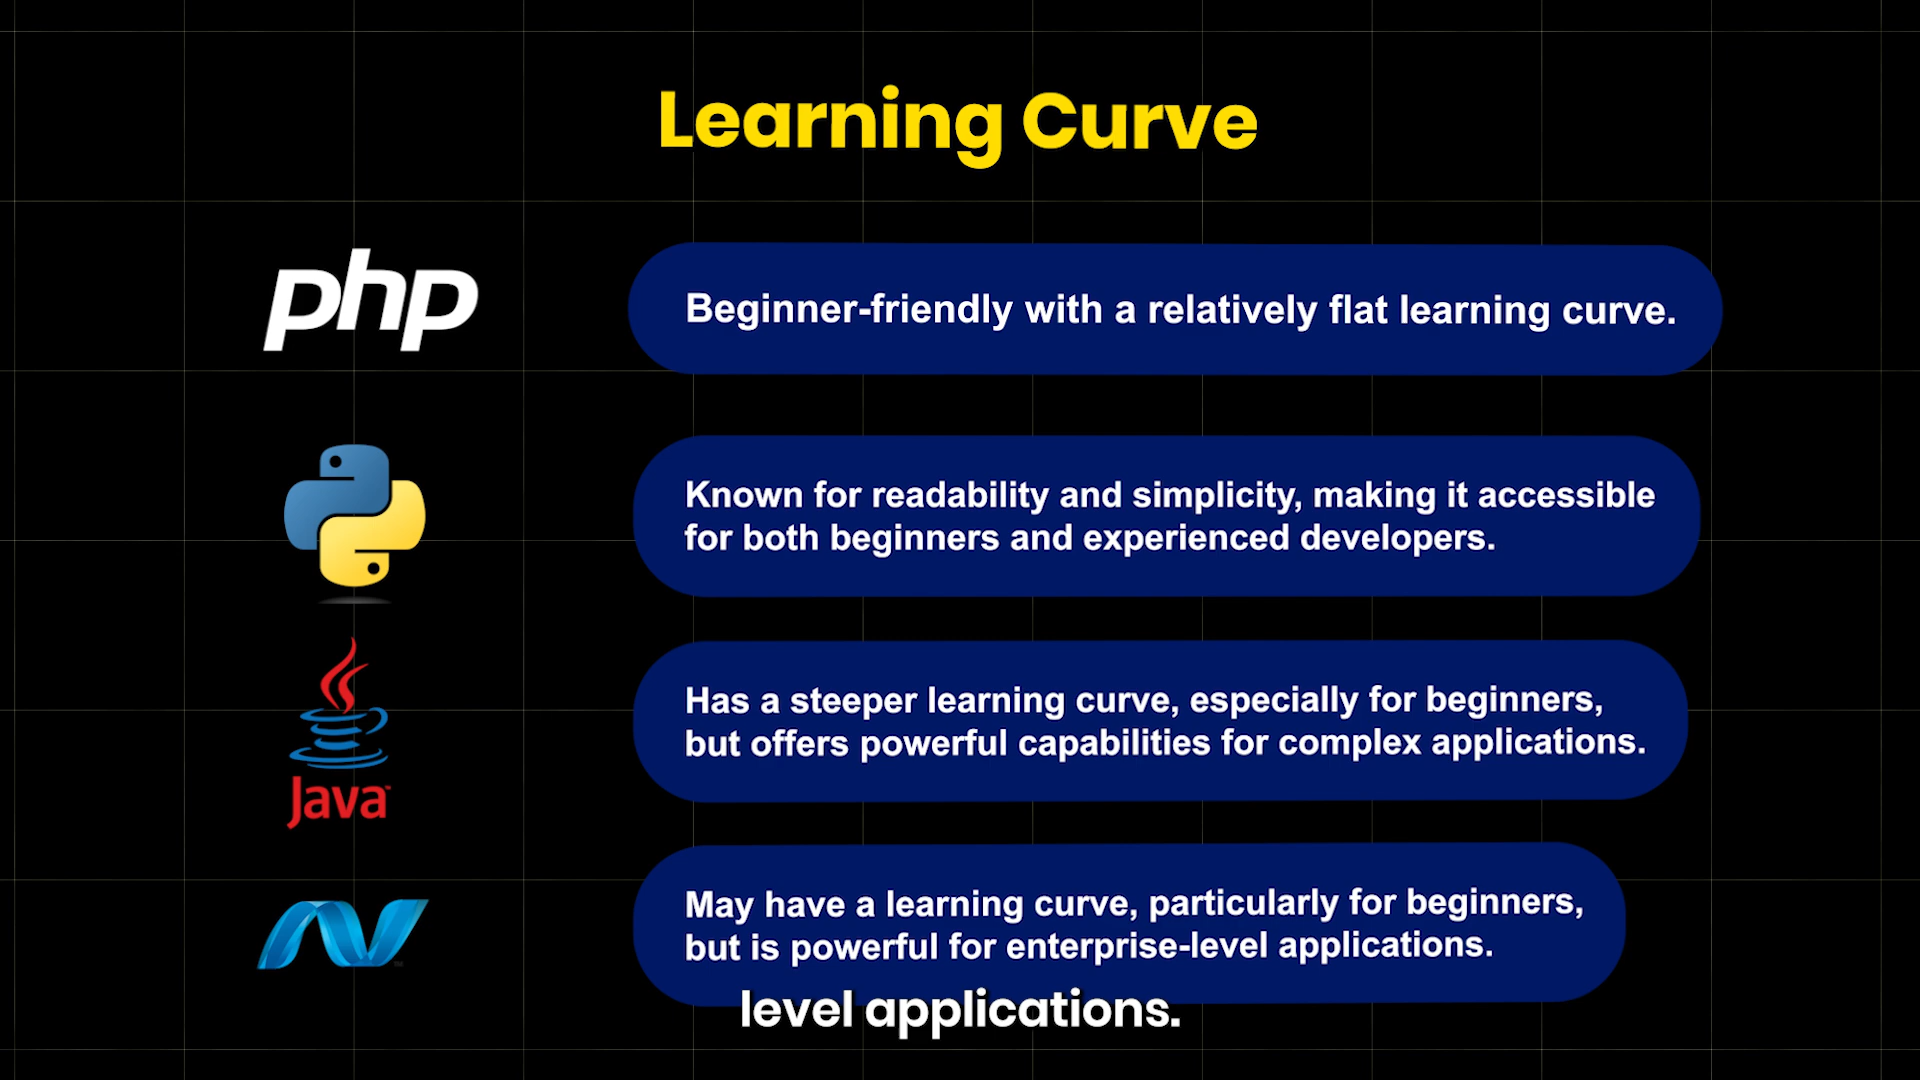 Learning Curve
php
Beginner-friendly with a relatively flat learning curve.
Known for readability and simplicity, making it accessible
for both beginners and experienced developers.
Java™
Has a steeper learning curve, especially for beginners,
but offers powerful capabilities for complex applications.
May have a learning curve, particularly for beginners,
but is powerful for enterprise-level applications.
level applications.